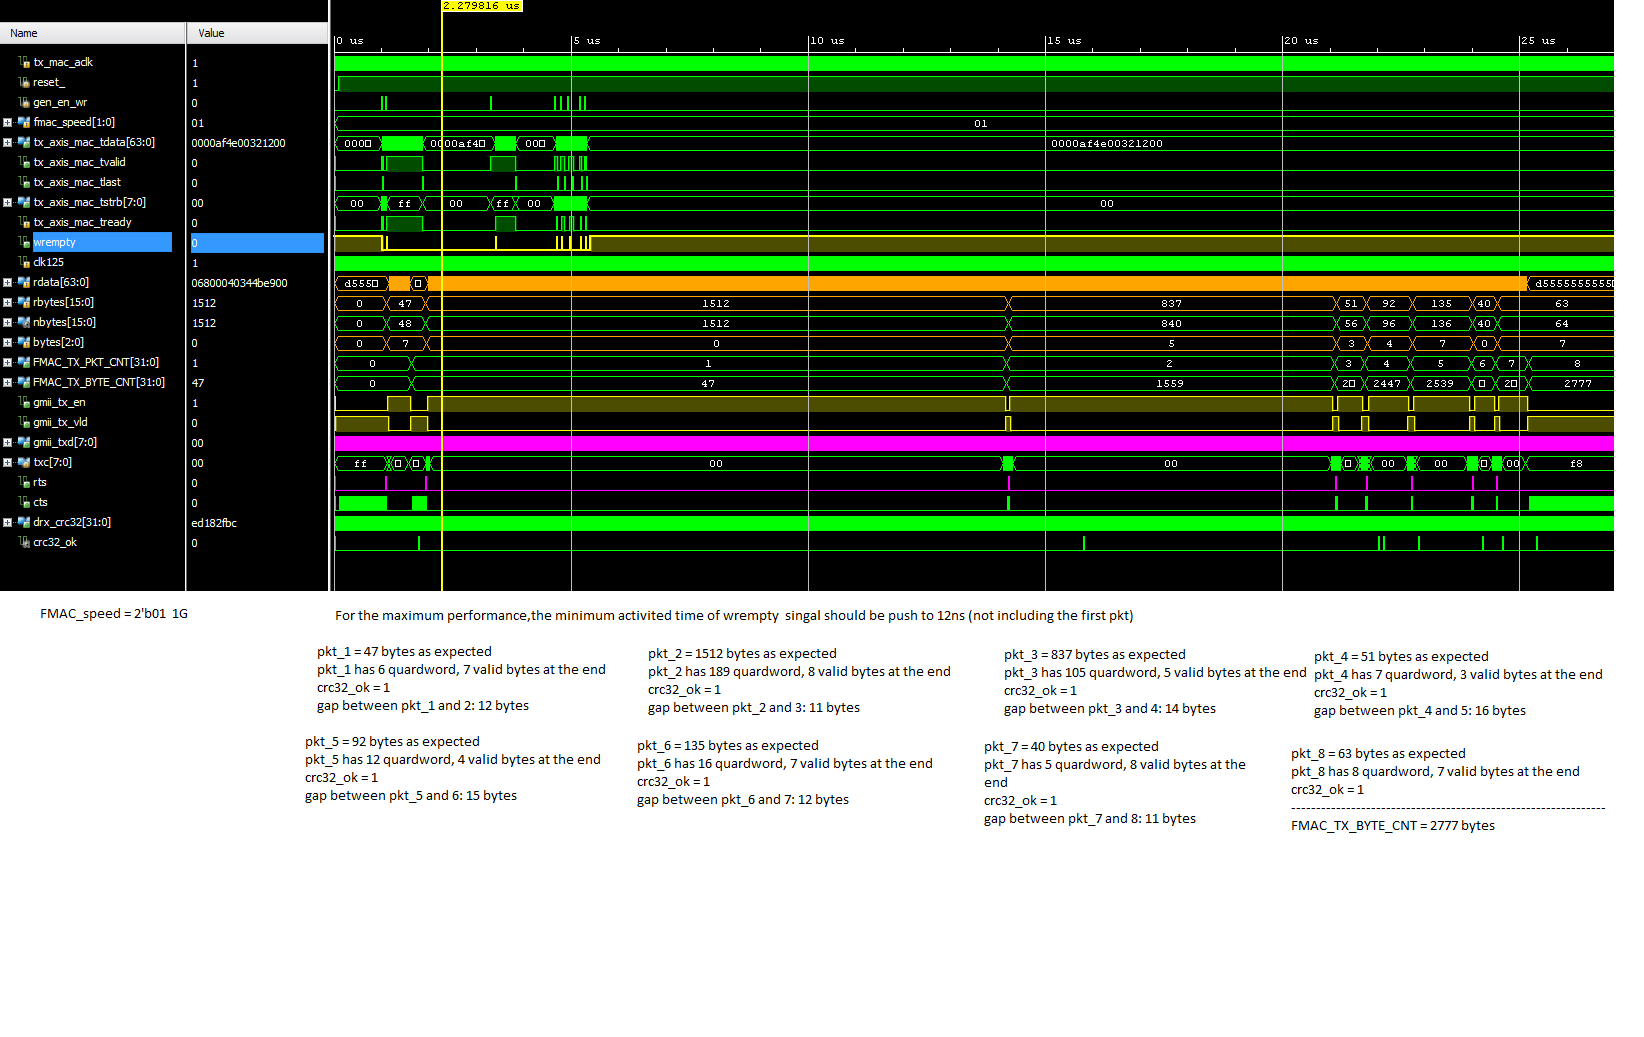 2.279816 us
Name Value
0 us 5 us 10 us 15 us 20 us 25 us
tx_mac_aclk 1
reset_ 1
gen_en_wr 0
fmac_speed[1:0] 01 01
tx_axis_mac_tdata[63:0] 0000af4e00321200 000 0000af4 00 0000af4e00321200
tx_axis_mac_tvalid 0
tx_axis_mac_tlast 0
tx_axis_mac_tstrb[7:0] 00 00 ff 00 ff 00 00
tx_axis_mac_tready 0
wrempty 0
clk125 1
rdata[63:0] 06800040344be900 d555 d5555555555
rbytes[15:0] 1512 0 47 1512 837 51 92 135 40 63
nbytes[15:0] 1512 0 48 1512 840 56 96 136 40 64
bytes[2:0] 0 0 7 0 5 3 4 7 0 7
FMAC_TX_PKT_CNT[31:0] 1 0 1 2 3 4 5 6 7 8
FMAC_TX_BYTE_CNT[31:0] 47 0 47 1559 2 2447 2539 2 2777
gmii_tx_en 1
gmii_tx_vld 0
gmii_txd[7:0] 00
txc[7:0] 00 ff 00 00 00 00 00 f8
rts 0
cts 0
drx_crc32[31:0] ed182fbc
crc32_ok 0
FMAC_speed = 2'b01 1G
For the maximum performance,the minimum activited time of wrempty singal should be push to 12ns (not including the first pkt)
pkt_1 = 47 bytes as expected
pkt_1 has 6 quardword, 7 valid bytes at the end
crc32_ok = 1
gap between pkt_1 and 2: 12 bytes
pkt_2 = 1512 bytes as expected
pkt_2 has 189 quardword, 8 valid bytes at the end
crc32_ok = 1
gap between pkt_2 and 3: 11 bytes
pkt_3 = 837 bytes as expected
pkt_3 has 105 quardword, 5 valid bytes at the end
crc32_ok = 1
gap between pkt_3 and 4: 14 bytes
pkt_4 = 51 bytes as expected
pkt_4 has 7 quardword, 3 valid bytes at the end
crc32_ok = 1
gap between pkt_4 and 5: 16 bytes
pkt_5 = 92 bytes as expected
pkt_5 has 12 quardword, 4 valid bytes at the end
crc32_ok = 1
gap between pkt_5 and 6: 15 bytes
pkt_6 = 135 bytes as expected
pkt_6 has 16 quardword, 7 valid bytes at the end
crc32_ok = 1
gap between pkt_6 and 7: 12 bytes
pkt_7 = 40 bytes as expected
pkt_7 has 5 quardword, 8 valid bytes at the
end
crc32_ok = 1
gap between pkt_7 and 8: 11 bytes
pkt_8 = 63 bytes as expected
pkt_8 has 8 quardword, 7 valid bytes at the end
crc32_ok = 1
----------------------------------------------------------------
FMAC_TX_BYTE_CNT = 2777 bytes